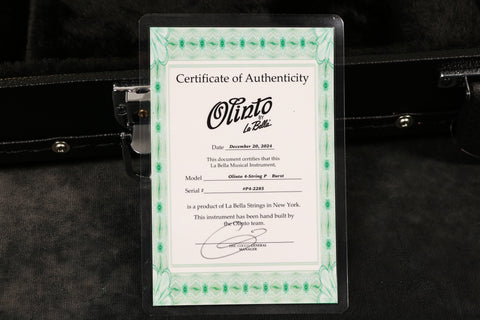 Certificate of Authenticity
Olinto
BY
La Bella
Date December 20, 2024
This document certifies that this
La Bella Musical Instrument,
Model Olinto 4-String P Burst
Serial # #P4-2285
is a product of La Bella Strings in New York.
This instrument has been hand built by
the Olinto team.
GENERAL
MANAGER